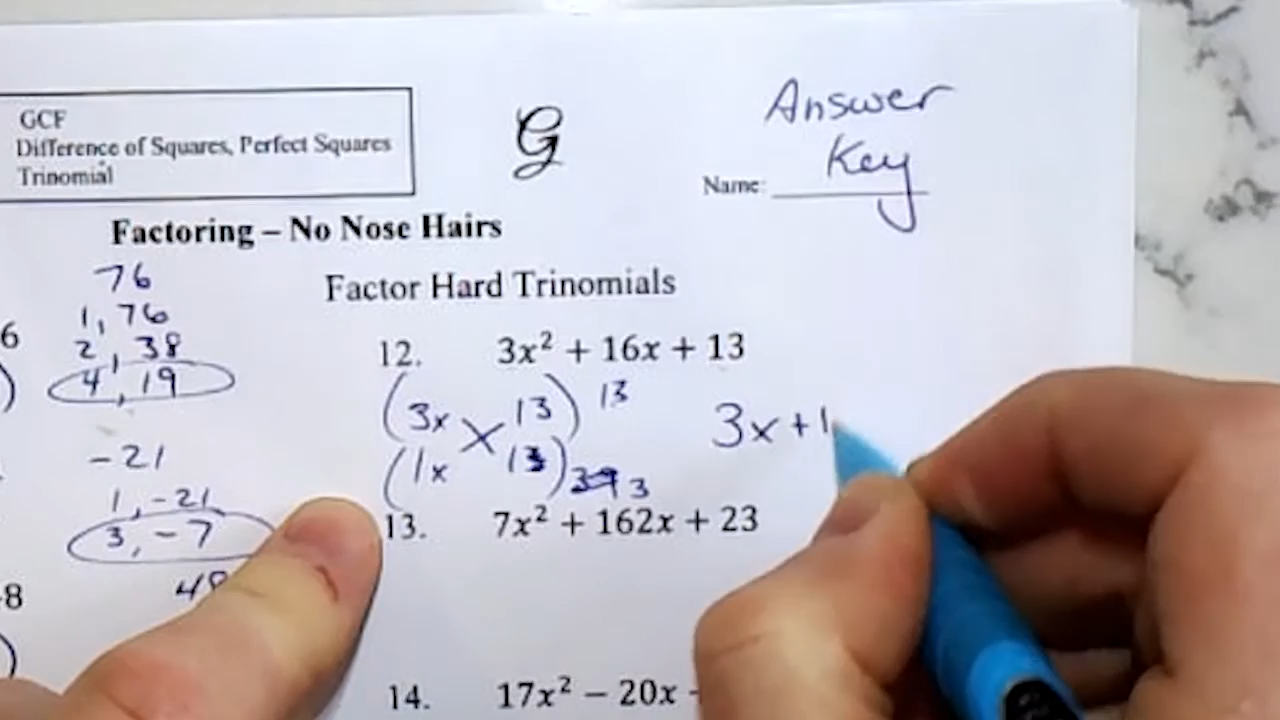 GCF
Difference of Squares, Perfect Squares
Trinomial
G
Answer
Key
Name:
Factoring – No Nose Hairs
Factor Hard Trinomials
76
1, 76
2, 38
4, 19
6
)
12. 3x² + 16x + 13
(3x 13) 13
(1x 1) 3
3x + 1
-21
1, -21
3, -7
13. 7x² + 162x + 23
48
-8
)
14. 17x² − 20x -